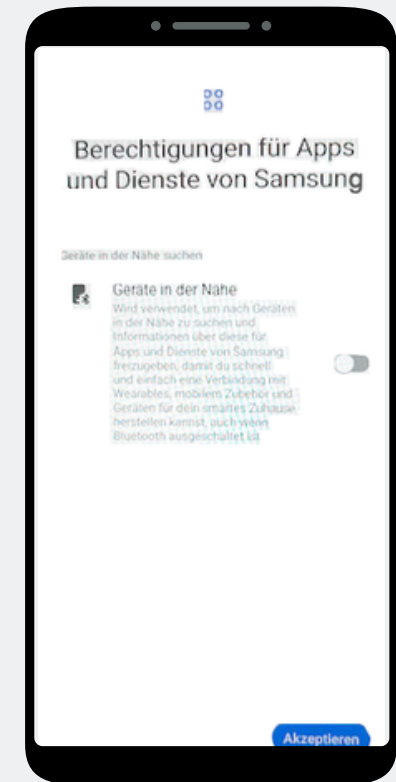 Berechtigungen für Apps
und Dienste von Samsung
Geräte in der Nähe suchen
Geräte in der Nähe
Wird verwendet, um nach Geräten
in der Nähe zu suchen und
Informationen über diese für
Apps und Dienste von Samsung
freizugeben, damit du schnell
und einfach eine Verbindung mit
Wearables, mobilem Zubehör und
Geräten für dein smartes Zuhause
herstellen kannst, auch wenn
Bluetooth ausgeschaltet ist
Akzeptieren